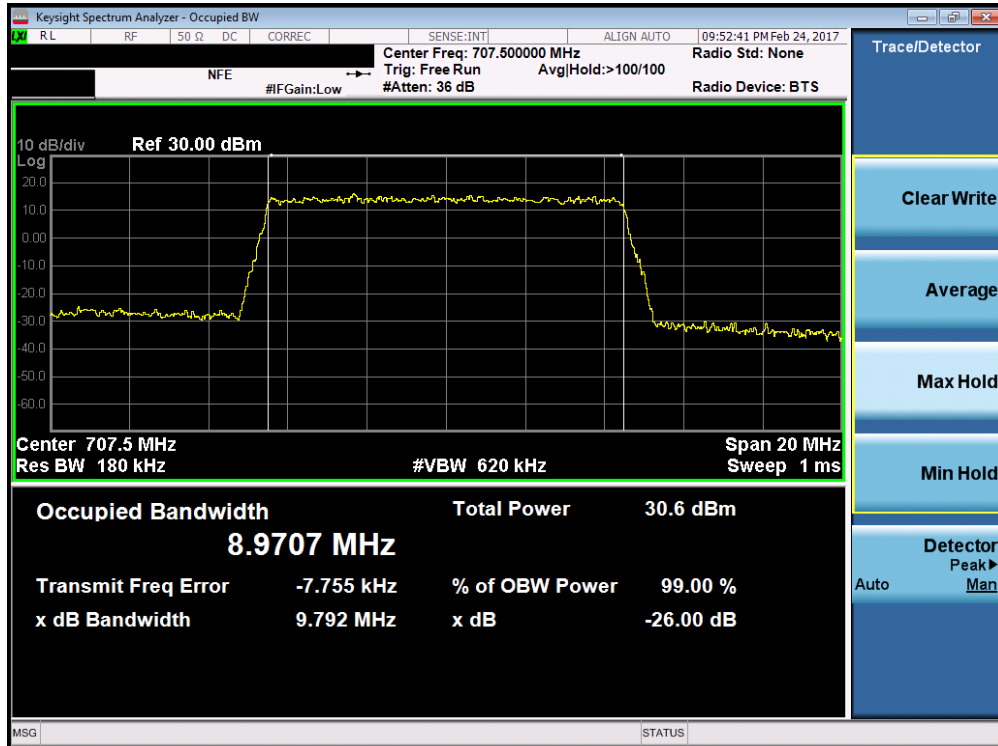 Keysight Spectrum Analyzer - Occupied BW
LXI RL RF 50 Ω DC CORREC SENSE:INT ALIGN AUTO 09:52:41 PM Feb 24, 2017
Center Freq: 707.500000 MHz Radio Std: None
NFE Trig: Free Run Avg|Hold:>100/100
#IFGain:Low #Atten: 36 dB Radio Device: BTS
10 dB/div Ref 30.00 dBm
Log
20.0
10.0
0.00
-10.0
-20.0
-30.0
-40.0
-50.0
-60.0
Center 707.5 MHz Span 20 MHz
Res BW 180 kHz #VBW 620 kHz Sweep 1 ms
Occupied Bandwidth Total Power 30.6 dBm
8.9707 MHz
Transmit Freq Error -7.755 kHz % of OBW Power 99.00 %
x dB Bandwidth 9.792 MHz x dB -26.00 dB
MSG STATUS
Trace/Detector
Clear Write
Average
Max Hold
Min Hold
Detector
Peak▶
Auto Man